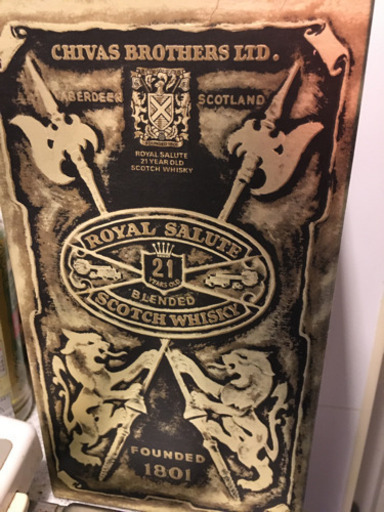 CHIVAS BROTHERS LTD.
ABERDEEN SCOTLAND
ROYAL SALUTE
21 YEAR OLD
SCOTCH WHISKY
ROYAL SALUTE
21
YEARS OLD
BLENDED
SCOTCH WHISKY
FOUNDED
1801